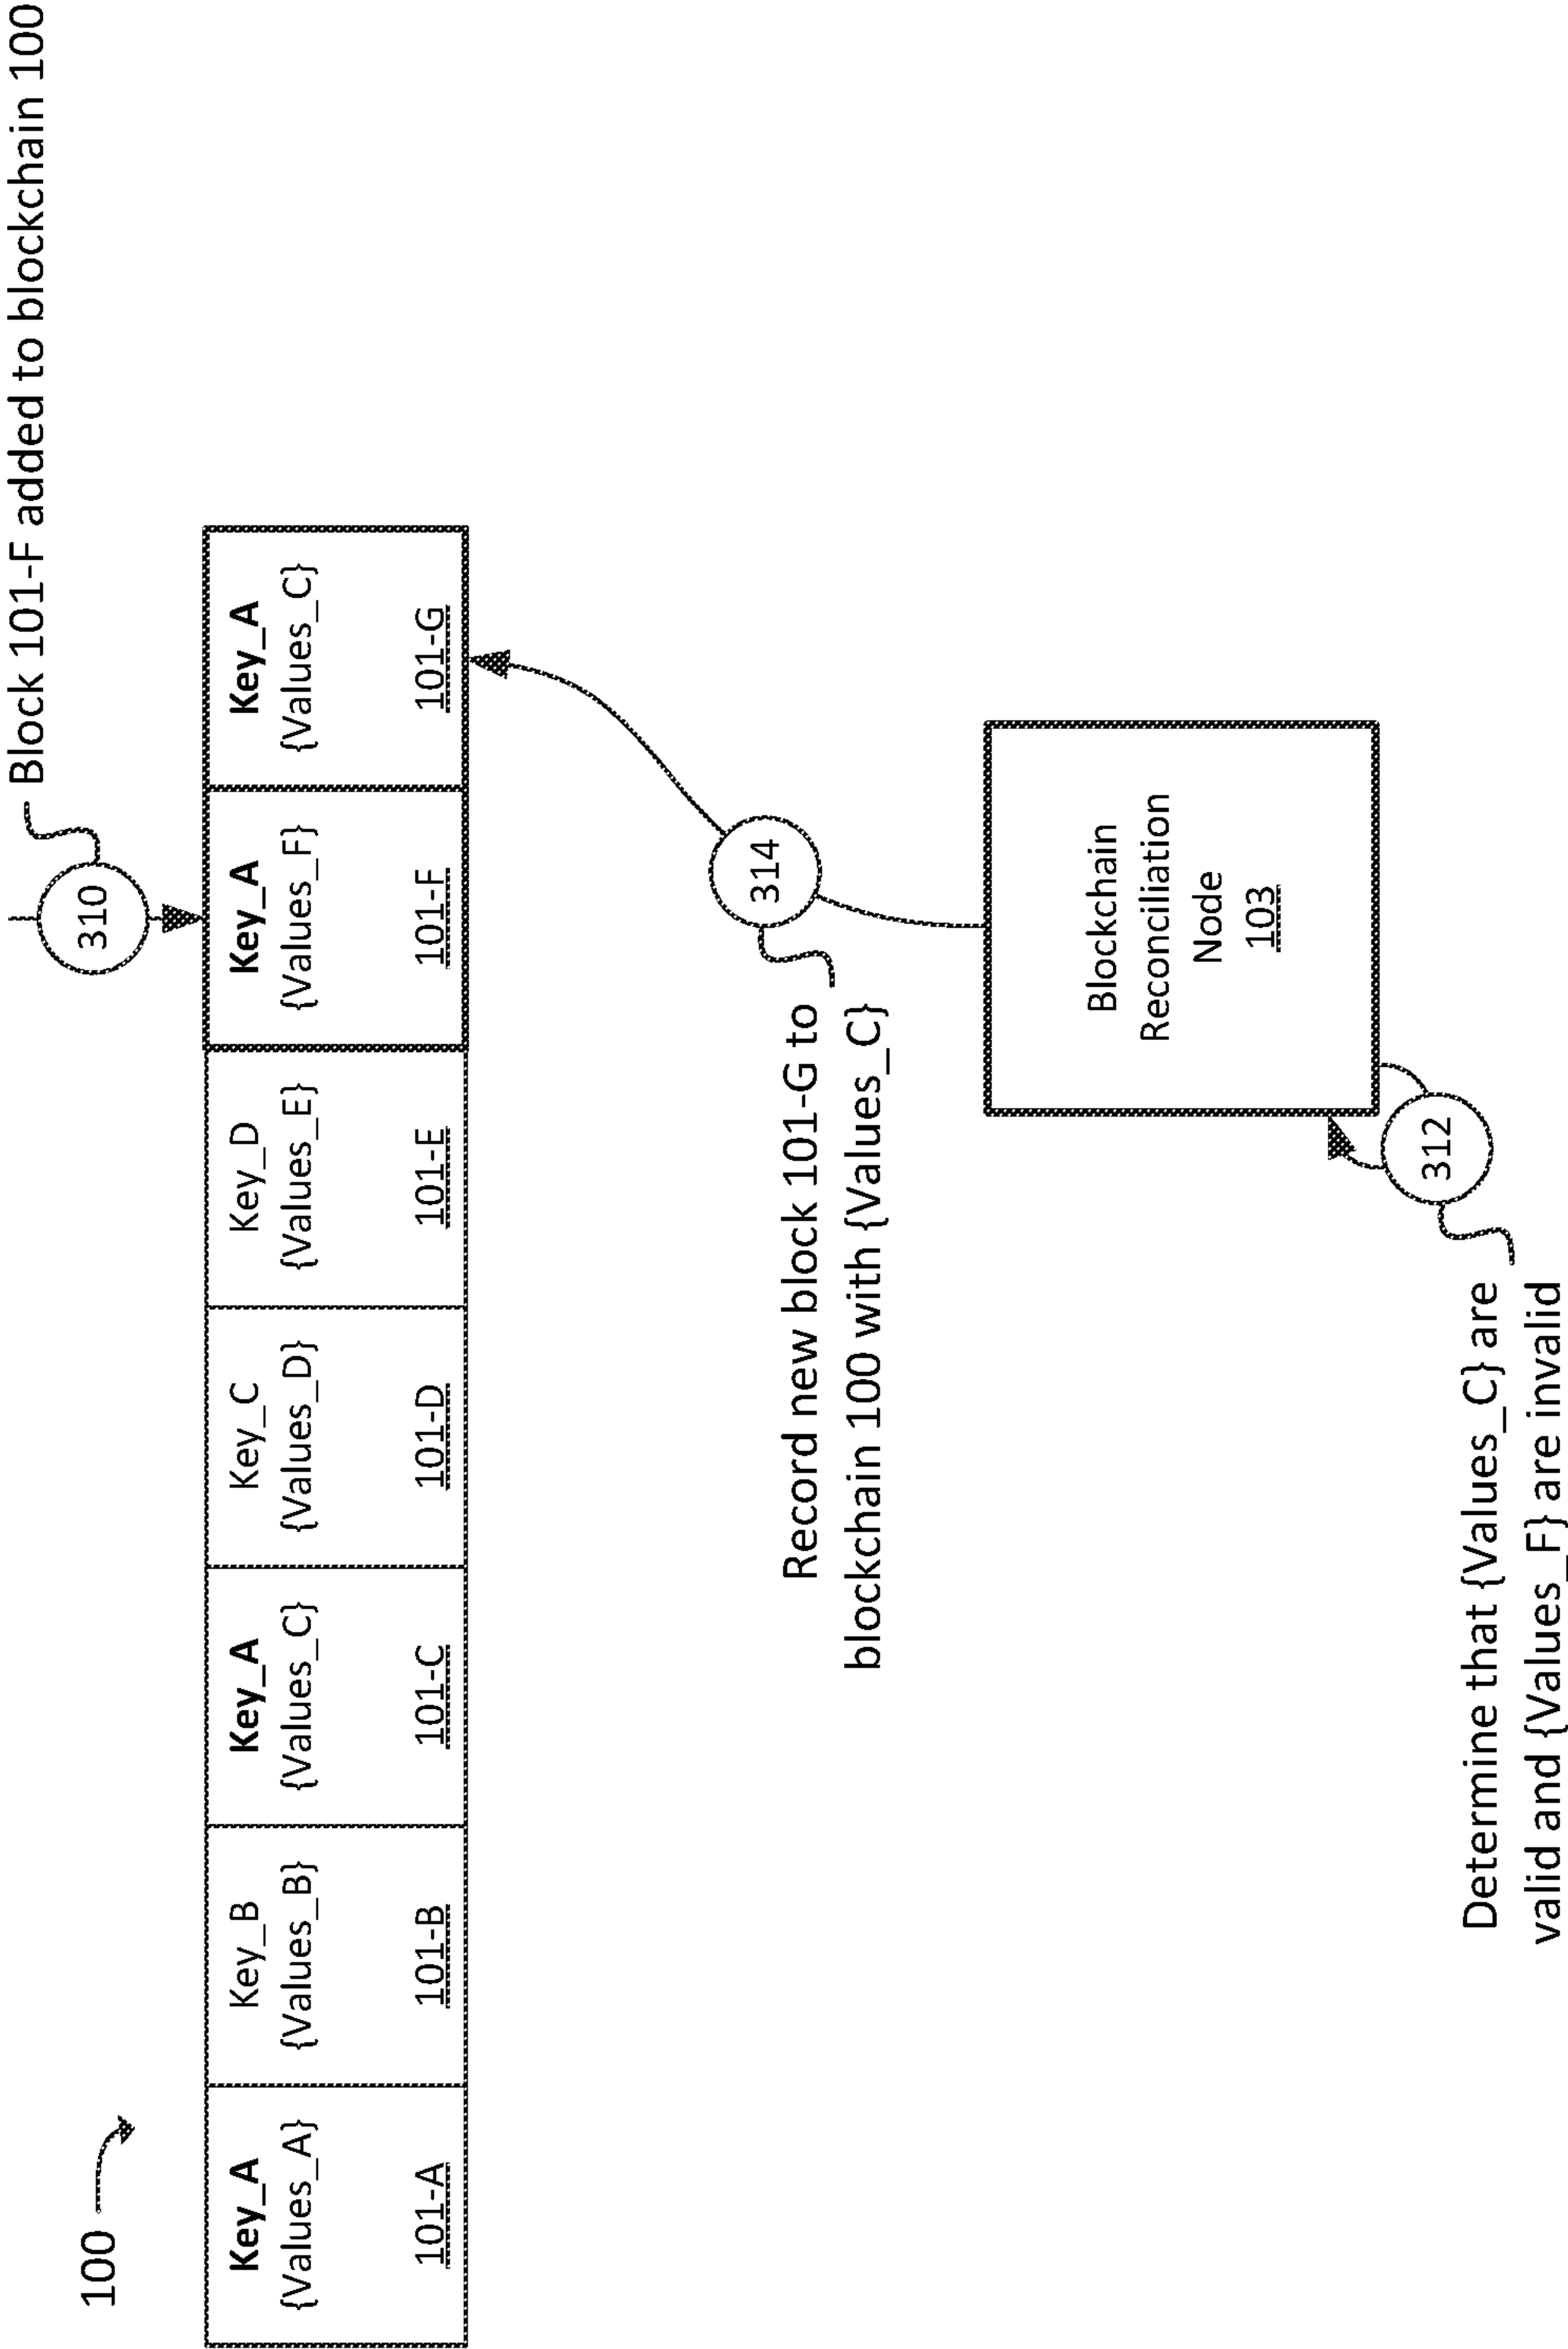 Block 101-F added to blockchain 100
310
100
Key_A
{Values_A}
101-A
Key_B
{Values_B}
101-B
Key_A
{Values_C}
101-C
Key_C
{Values_D}
101-D
Key_D
{Values_E}
101-E
Key_A
{Values_F}
101-F
Key_A
{Values_C}
101-G
314
Record new block 101-G to
blockchain 100 with {Values_C}
Blockchain
Reconciliation
Node
103
312
Determine that {Values_C} are
valid and {Values_F} are invalid